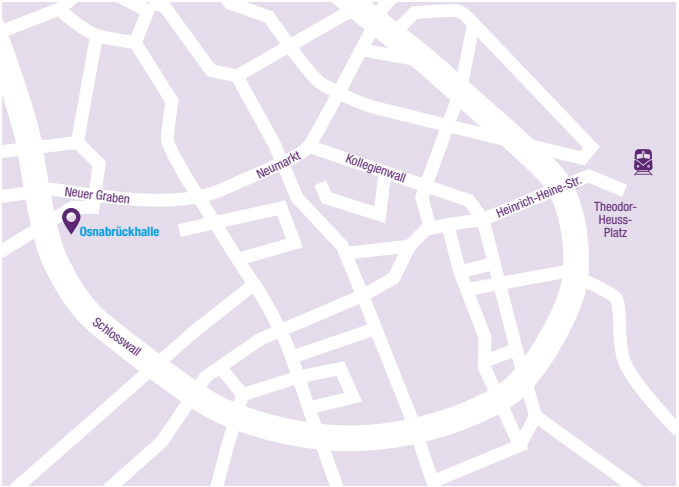 Neumarkt
Kollegienwall
Heinrich-Heine-Str.
Neuer Graben
Theodor-
Heuss-
Platz
Osnabrückhalle
Schlosswall